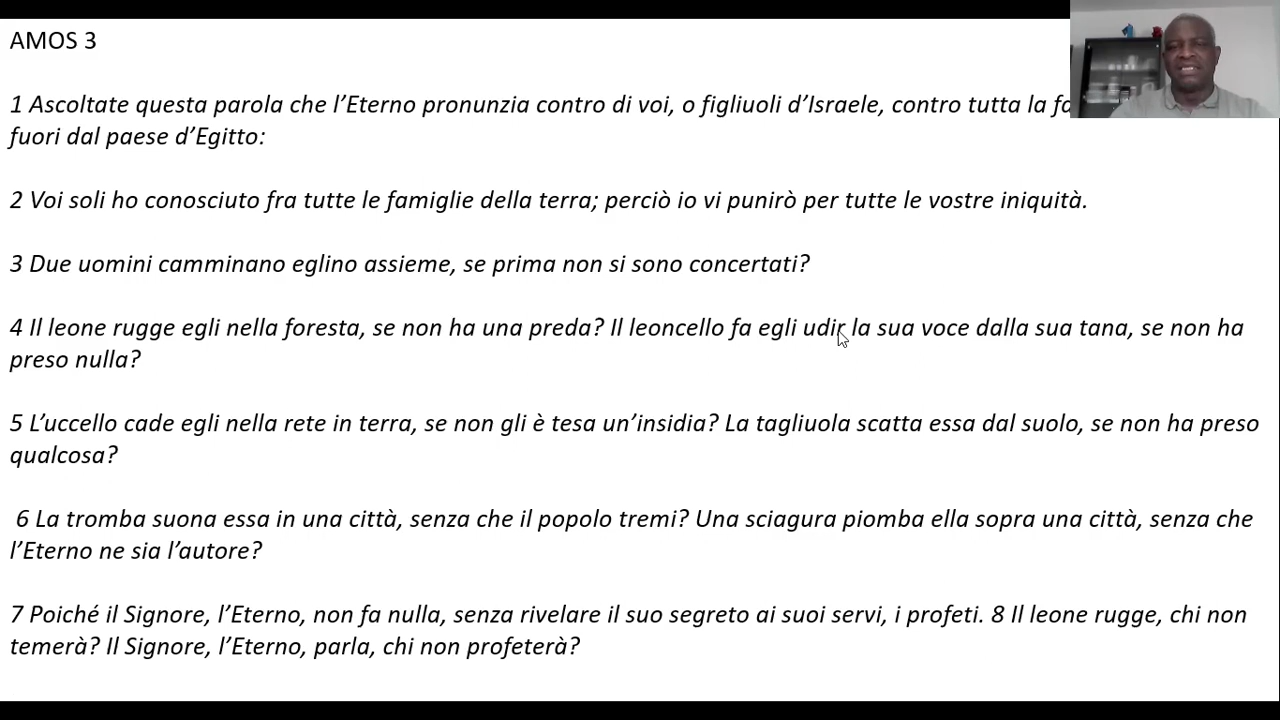 AMOS 3
1 Ascoltate questa parola che l’Eterno pronunzia contro di voi, o figliuoli d’Israele, contro tutta la
fuori dal paese d’Egitto:
2 Voi soli ho conosciuto fra tutte le famiglie della terra; perciò io vi punirò per tutte le vostre iniquità.
3 Due uomini camminano eglino assieme, se prima non si sono concertati?
4 Il leone rugge egli nella foresta, se non ha una preda? Il leoncello fa egli udir la sua voce dalla sua tana, se non ha
preso nulla?
5 L’uccello cade egli nella rete in terra, se non gli è tesa un’insidia? La tagliuola scatta essa dal suolo, se non ha preso
qualcosa?
6 La tromba suona essa in una città, senza che il popolo tremi? Una sciagura piomba ella sopra una città, senza che
l’Eterno ne sia l’autore?
7 Poiché il Signore, l’Eterno, non fa nulla, senza rivelare il suo segreto ai suoi servi, i profeti. 8 Il leone rugge, chi non
temerà? Il Signore, l’Eterno, parla, chi non profeterà?